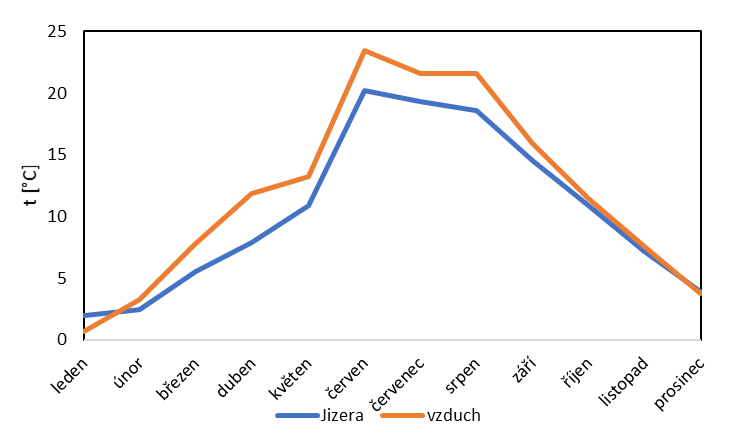 t [°C]
25
20
15
10
5
0
leden
únor
březen
duben
květen
červen
červenec
srpen
září
říjen
listopad
prosinec
Jizera
vzduch